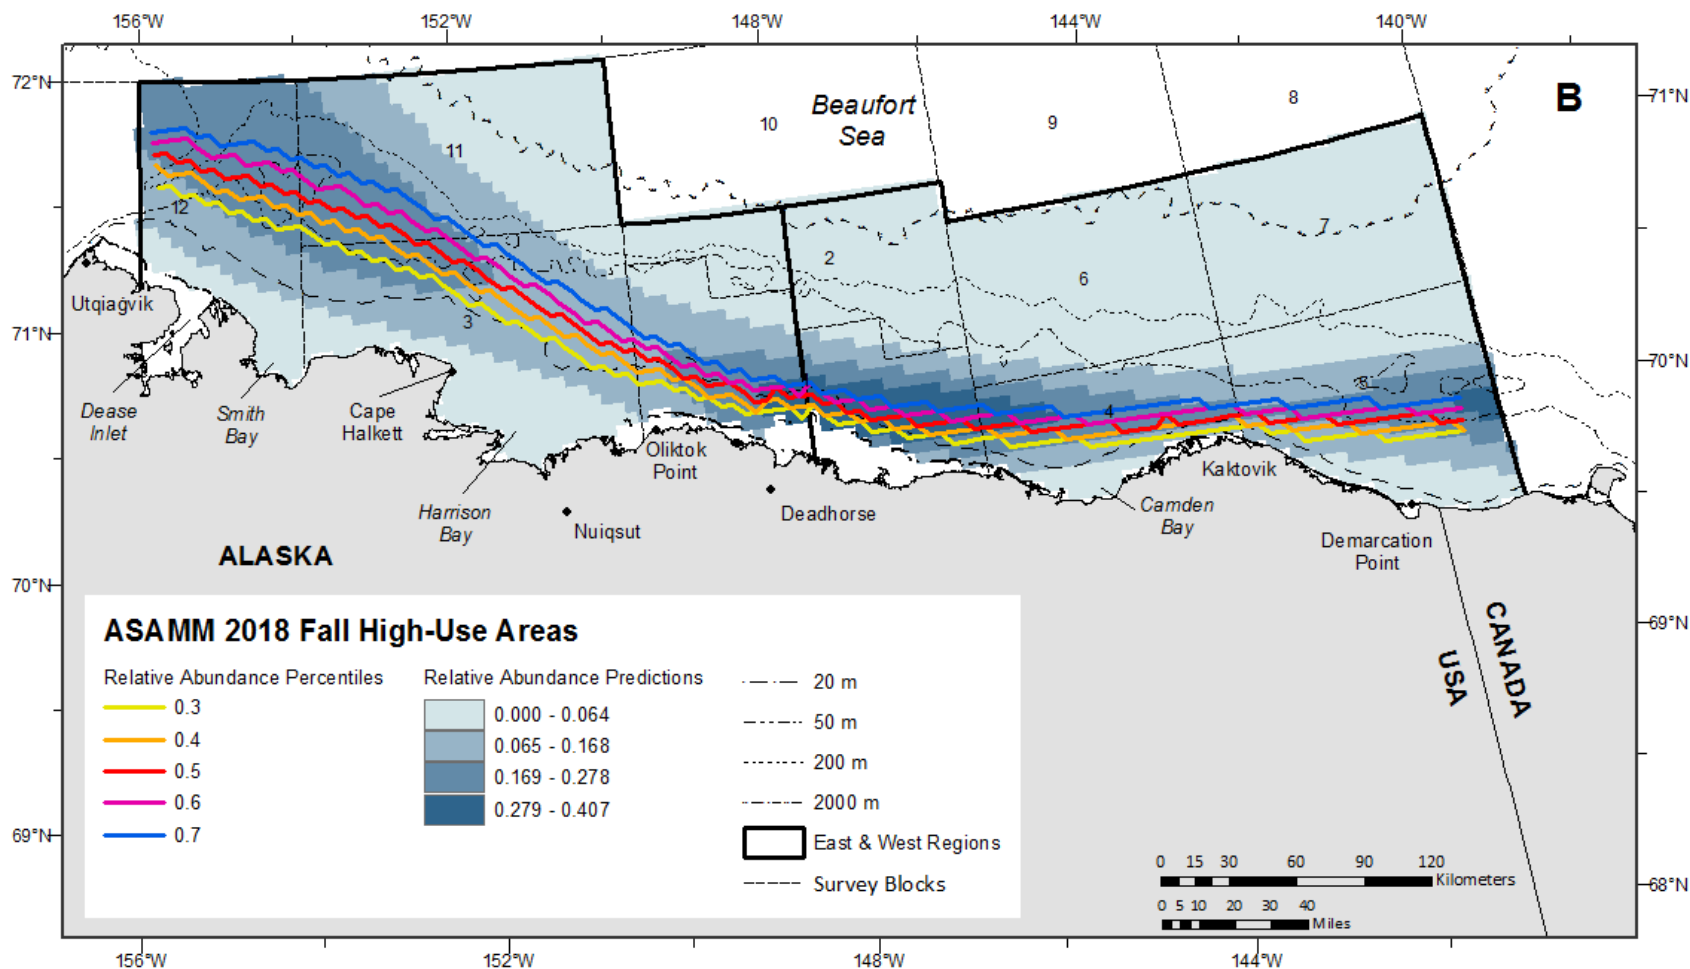 156°W 152°W 148°W 144°W 140°W
72°N
71°N
70°N
69°N
71°N
70°N
69°N
68°N
B
Beaufort
Sea
8
9
10
11
12
7
6
2
3
5
4
Utqiaġvik
Dease
Inlet
Smith
Bay
Cape
Halkett
Harrison
Bay
Oliktok
Point
Nuiqsut
Deadhorse
Camden
Bay
Kaktovik
Demarcation
Point
ALASKA
CANADA
USA
ASAMM 2018 Fall High-Use Areas
Relative Abundance Percentiles
0.3
0.4
0.5
0.6
0.7
Relative Abundance Predictions
0.000 - 0.064
0.065 - 0.168
0.169 - 0.278
0.279 - 0.407
20 m
50 m
200 m
2000 m
East & West Regions
Survey Blocks
0 15 30 60 90 120
Kilometers
0 5 10 20 30 40
Miles
156°W 152°W 148°W 144°W